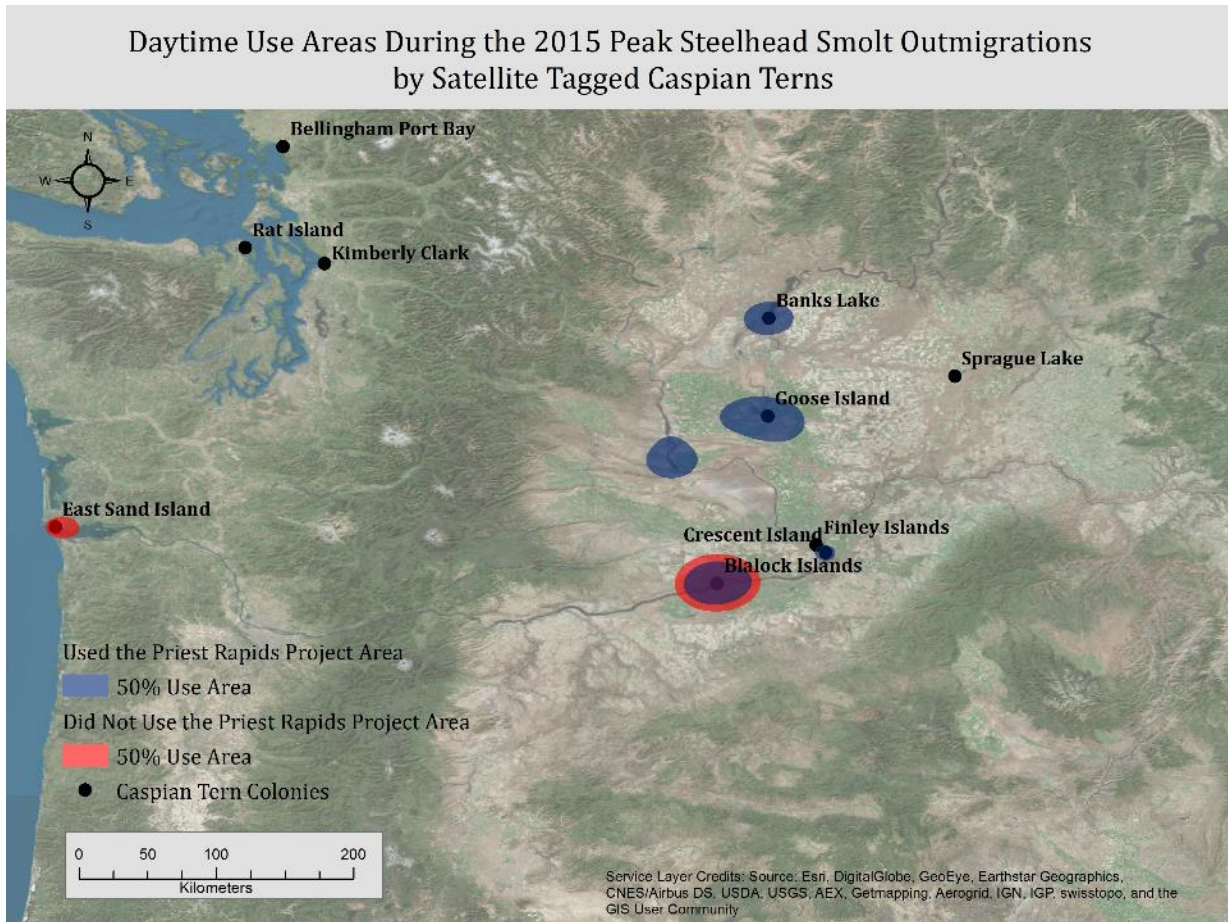 Daytime Use Areas During the 2015 Peak Steelhead Smolt Outmigrations
by Satellite Tagged Caspian Terns
Bellingham Port Bay
N
W
E
S
Rat Island
Kimberly Clark
Banks Lake
Sprague Lake
Goose Island
East Sand Island
Finley Islands
Crescent Island
Blalock Islands
Used the Priest Rapids Project Area
50% Use Area
Did Not Use the Priest Rapids Project Area
50% Use Area
Caspian Tern Colonies
0 50 100 200
Kilometers
Service Layer Credits: Source: Esri, DigitalGlobe, GeoEye, Earthstar Geographics,
CNES/Airbus DS, USDA, USGS, AEX, Getmapping, Aerogrid, IGN, IGP, swisstopo, and the
GIS User Community